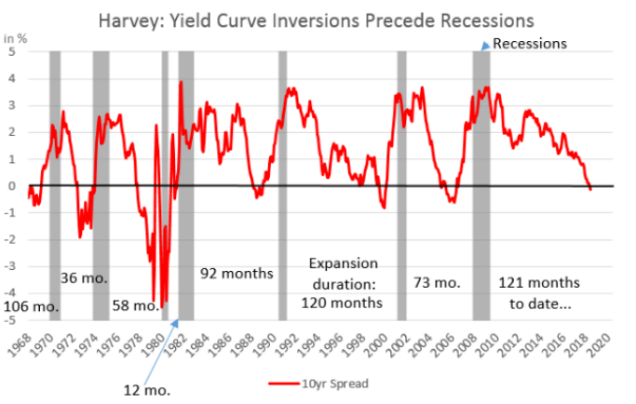 Harvey: Yield Curve Inversions Precede Recessions
in %
Recessions
5
4
3
2
1
0
-1
-2
-3
-4
-5
106 mo.
36 mo.
58 mo.
92 months
Expansion
duration:
120 months
73 mo.
121 months
to date...
1968 1970 1972 1974 1976 1978 1980 1982 1984 1986 1988 1990 1992 1994 1996 1998 2000 2002 2004 2006 2008 2010 2012 2014 2016 2018 2020
12 mo.
10yr Spread